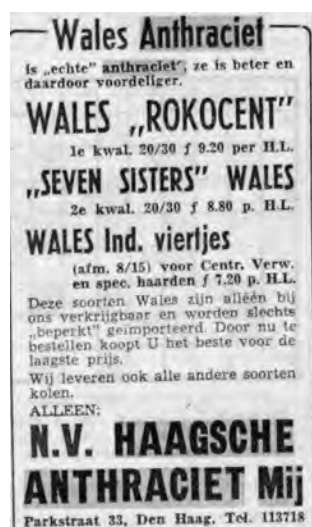 Wales Anthraciet
is „echte” anthraciet", ze is beter en
daardoor voordeliger.
WALES „ROKOCENT”
1e kwal. 20/30 ƒ 9.20 per H.L.
„SEVEN SISTERS” WALES
2e kwal. 20/30 ƒ 8.80 p. H.L.
WALES Ind. viertjes
(afm. 8/15) voor Centr. Verw.
en spec. haarden ƒ 7.20 p. H.L.
Deze soorten Wales zijn alléén bij
ons verkrijgbaar en worden slechts
„beperkt” geïmporteerd. Door nu te
bestellen koopt U het beste voor de
laagste prijs.
Wij leveren ook alle andere soorten
kolen.
ALLEEN:
N.V. HAAGSCHE
ANTHRACIET Mij
Parkstraat 33, Den Haag, Tel. 113718